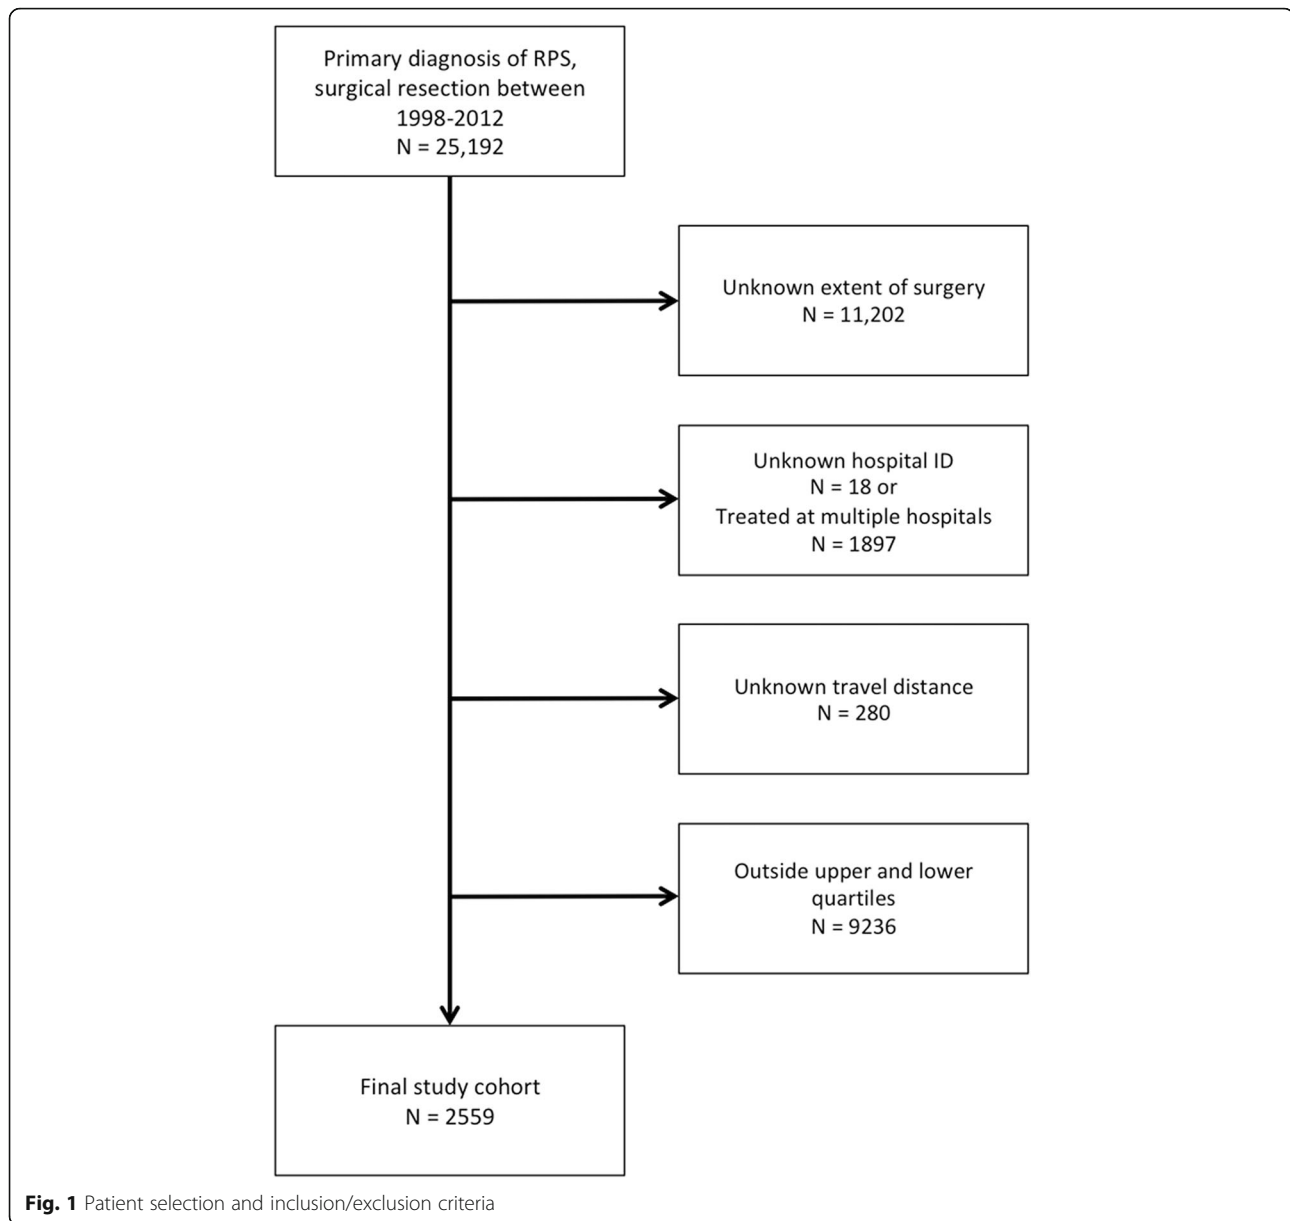 Primary diagnosis of RPS,
surgical resection between
1998-2012
N = 25,192
Unknown extent of surgery
N = 11,202
Unknown hospital ID
N = 18 or
Treated at multiple hospitals
N = 1897
Unknown travel distance
N = 280
Outside upper and lower
quartiles
N = 9236
Final study cohort
N = 2559
Fig. 1 Patient selection and inclusion/exclusion criteria